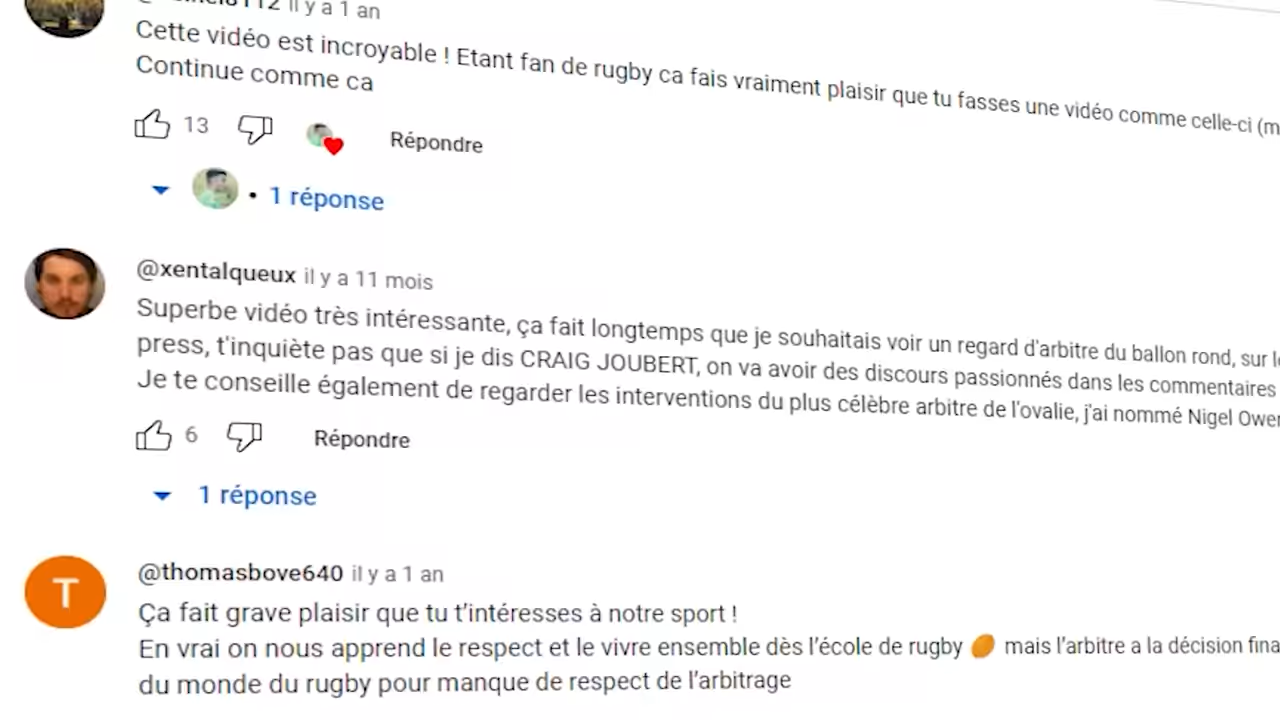 il y a 1 an
Cette vidéo est incroyable ! Etant fan de rugby ca fais vraiment plaisir que tu fasses une vidéo comme celle-ci (m
Continue comme ca
13
Répondre
• 1 réponse
@xentalqueux il y a 11 mois
Superbe vidéo très intéressante, ça fait longtemps que je souhaitais voir un regard d'arbitre du ballon rond, sur
press, t'inquiète pas que si je dis CRAIG JOUBERT, on va avoir des discours passionnés dans les commentaires
Je te conseille également de regarder les interventions du plus célèbre arbitre de l'ovalie, j'ai nommé Nigel Owe
6
Répondre
1 réponse
T
@thomasbove640 il y a 1 an
Ça fait grave plaisir que tu t'intéresses à notre sport !
En vrai on nous apprend le respect et le vivre ensemble dès l'école de rugby 🏉 mais l'arbitre a la décision fina
du monde du rugby pour manque de respect de l'arbitrage